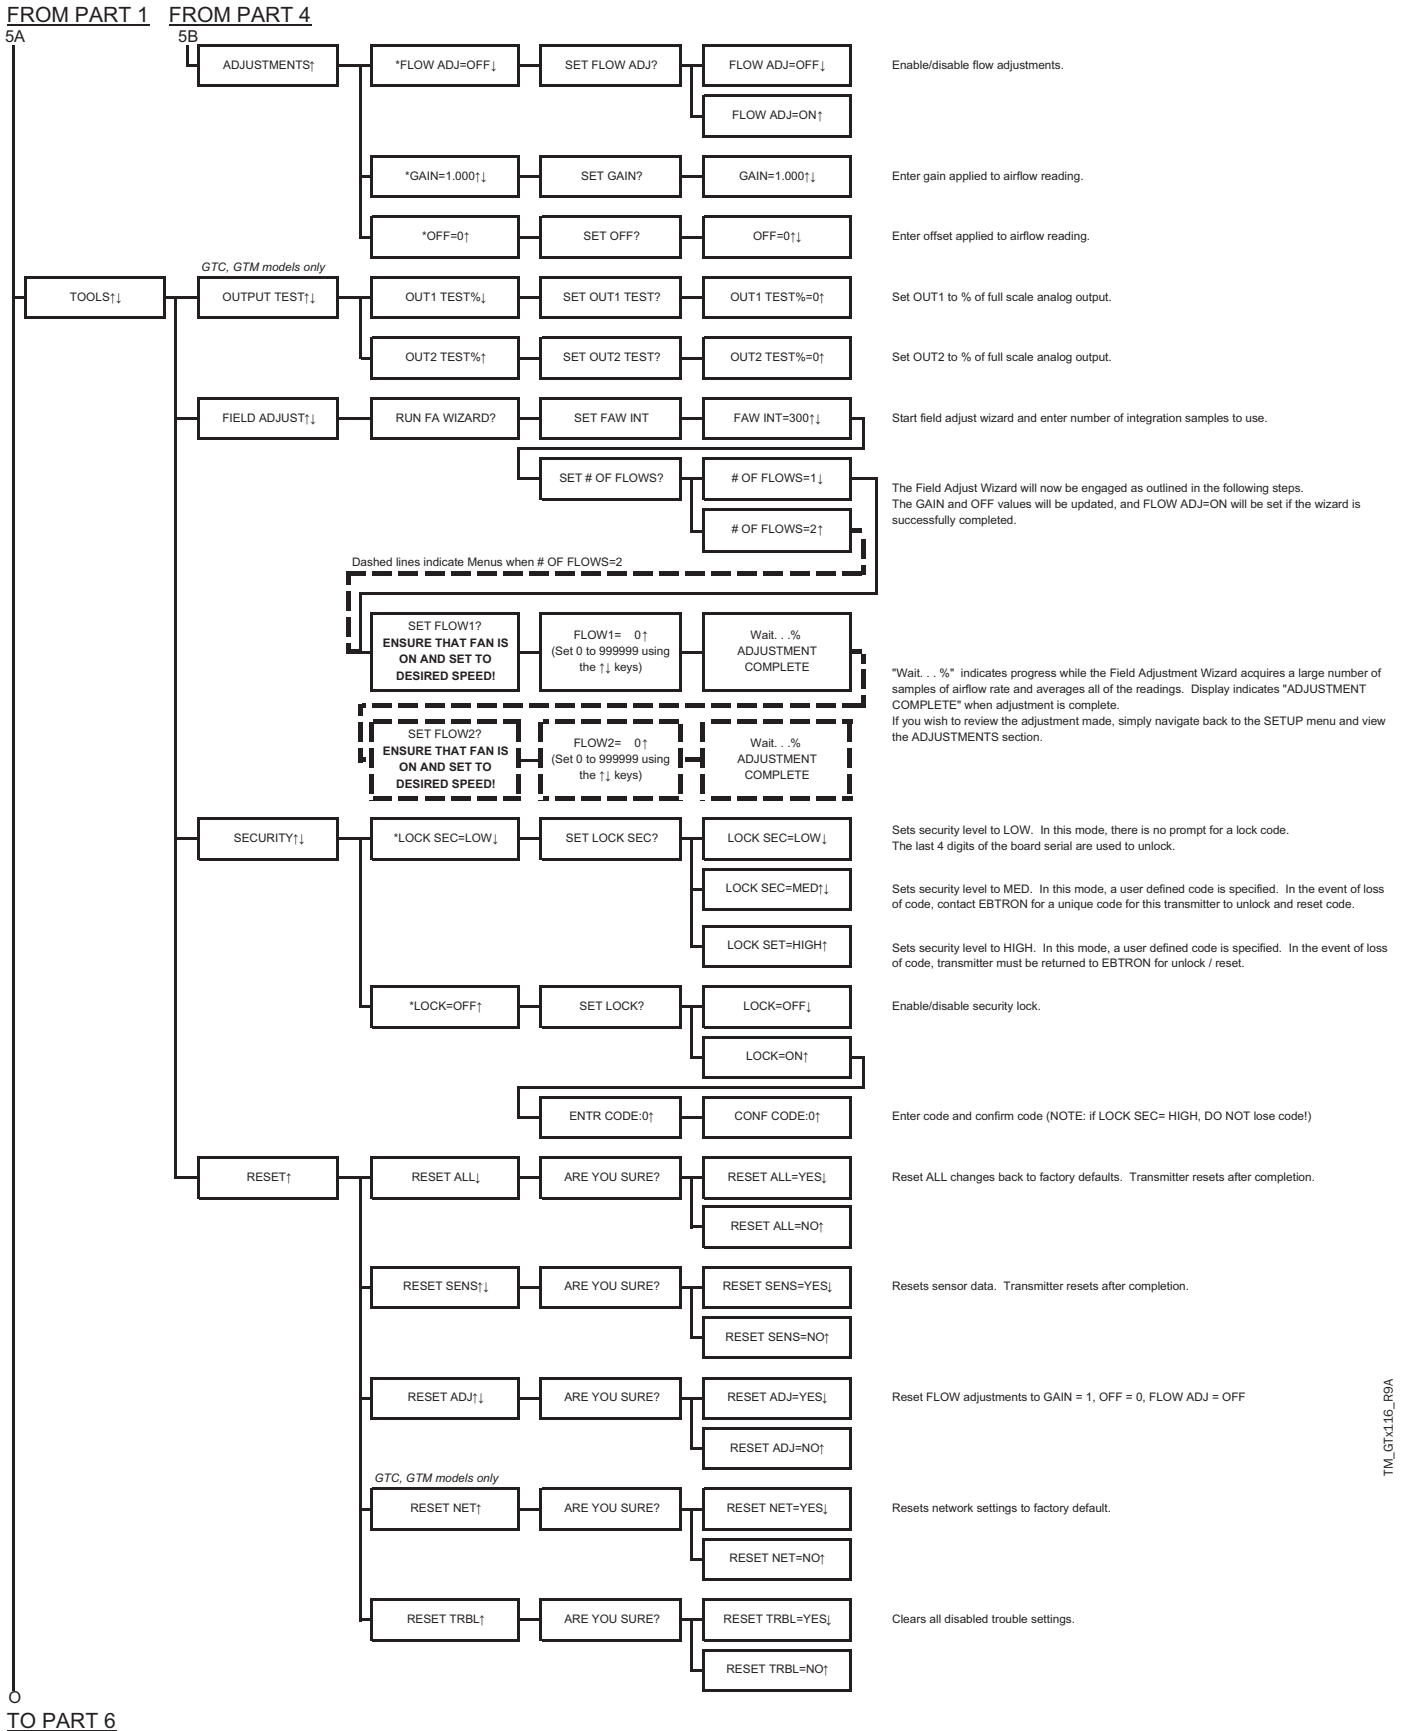 FROM PART 1 FROM PART 4
5A 5B
ADJUSTMENTS↑ *FLOW ADJ=OFF↓ SET FLOW ADJ? FLOW ADJ=OFF↓ Enable/disable flow adjustments.
FLOW ADJ=ON↑
*GAIN=1.000↑↓ SET GAIN? GAIN=1.000↑↓ Enter gain applied to airflow reading.
*OFF=0↑ SET OFF? OFF=0↑↓ Enter offset applied to airflow reading.
GTC, GTM models only
TOOLS↑↓ OUTPUT TEST↑↓ OUT1 TEST%↓ SET OUT1 TEST? OUT1 TEST%=0↑ Set OUT1 to % of full scale analog output.
OUT2 TEST%↑ SET OUT2 TEST? OUT2 TEST%=0↑ Set OUT2 to % of full scale analog output.
FIELD ADJUST↑↓ RUN FA WIZARD? SET FAW INT FAW INT=300↑↓ Start field adjust wizard and enter number of integration samples to use.
SET # OF FLOWS? # OF FLOWS=1↓
# OF FLOWS=2↑
The Field Adjust Wizard will now be engaged as outlined in the following steps.
The GAIN and OFF values will be updated, and FLOW ADJ=ON will be set if the wizard is
successfully completed.
Dashed lines indicate Menus when # OF FLOWS=2
SET FLOW1?
ENSURE THAT FAN IS
ON AND SET TO
DESIRED SPEED!
FLOW1= 0↑
(Set 0 to 999999 using
the ↑↓ keys)
Wait. . .%
ADJUSTMENT
COMPLETE
"Wait. . . %" indicates progress while the Field Adjustment Wizard acquires a large number of
samples of airflow rate and averages all of the readings. Display indicates "ADJUSTMENT
COMPLETE" when adjustment is complete.
If you wish to review the adjustment made, simply navigate back to the SETUP menu and view
the ADJUSTMENTS section.
SET FLOW2?
ENSURE THAT FAN IS
ON AND SET TO
DESIRED SPEED!
FLOW2= 0↑
(Set 0 to 999999 using
the ↑↓ keys)
Wait. . .%
ADJUSTMENT
COMPLETE
SECURITY↑↓ *LOCK SEC=LOW↓ SET LOCK SEC? LOCK SEC=LOW↓
Sets security level to LOW. In this mode, there is no prompt for a lock code.
The last 4 digits of the board serial are used to unlock.
LOCK SEC=MED↑↓
Sets security level to MED. In this mode, a user defined code is specified. In the event of loss
of code, contact EBTRON for a unique code for this transmitter to unlock and reset code.
LOCK SET=HIGH↑
Sets security level to HIGH. In this mode, a user defined code is specified. In the event of loss
of code, transmitter must be returned to EBTRON for unlock / reset.
*LOCK=OFF↑ SET LOCK? LOCK=OFF↓ Enable/disable security lock.
LOCK=ON↑
ENTR CODE:0↑ CONF CODE:0↑ Enter code and confirm code (NOTE: if LOCK SEC= HIGH, DO NOT lose code!)
RESET↑ RESET ALL↓ ARE YOU SURE? RESET ALL=YES↓ Reset ALL changes back to factory defaults. Transmitter resets after completion.
RESET ALL=NO↑
RESET SENS↑↓ ARE YOU SURE? RESET SENS=YES↓ Resets sensor data. Transmitter resets after completion.
RESET SENS=NO↑
RESET ADJ↑↓ ARE YOU SURE? RESET ADJ=YES↓ Reset FLOW adjustments to GAIN = 1, OFF = 0, FLOW ADJ = OFF
RESET ADJ=NO↑
GTC, GTM models only
RESET NET↑ ARE YOU SURE? RESET NET=YES↓ Resets network settings to factory default.
RESET NET=NO↑
RESET TRBL↑ ARE YOU SURE? RESET TRBL=YES↓ Clears all disabled trouble settings.
RESET TRBL=NO↑
O
TO PART 6
TM_GTx116_R9A